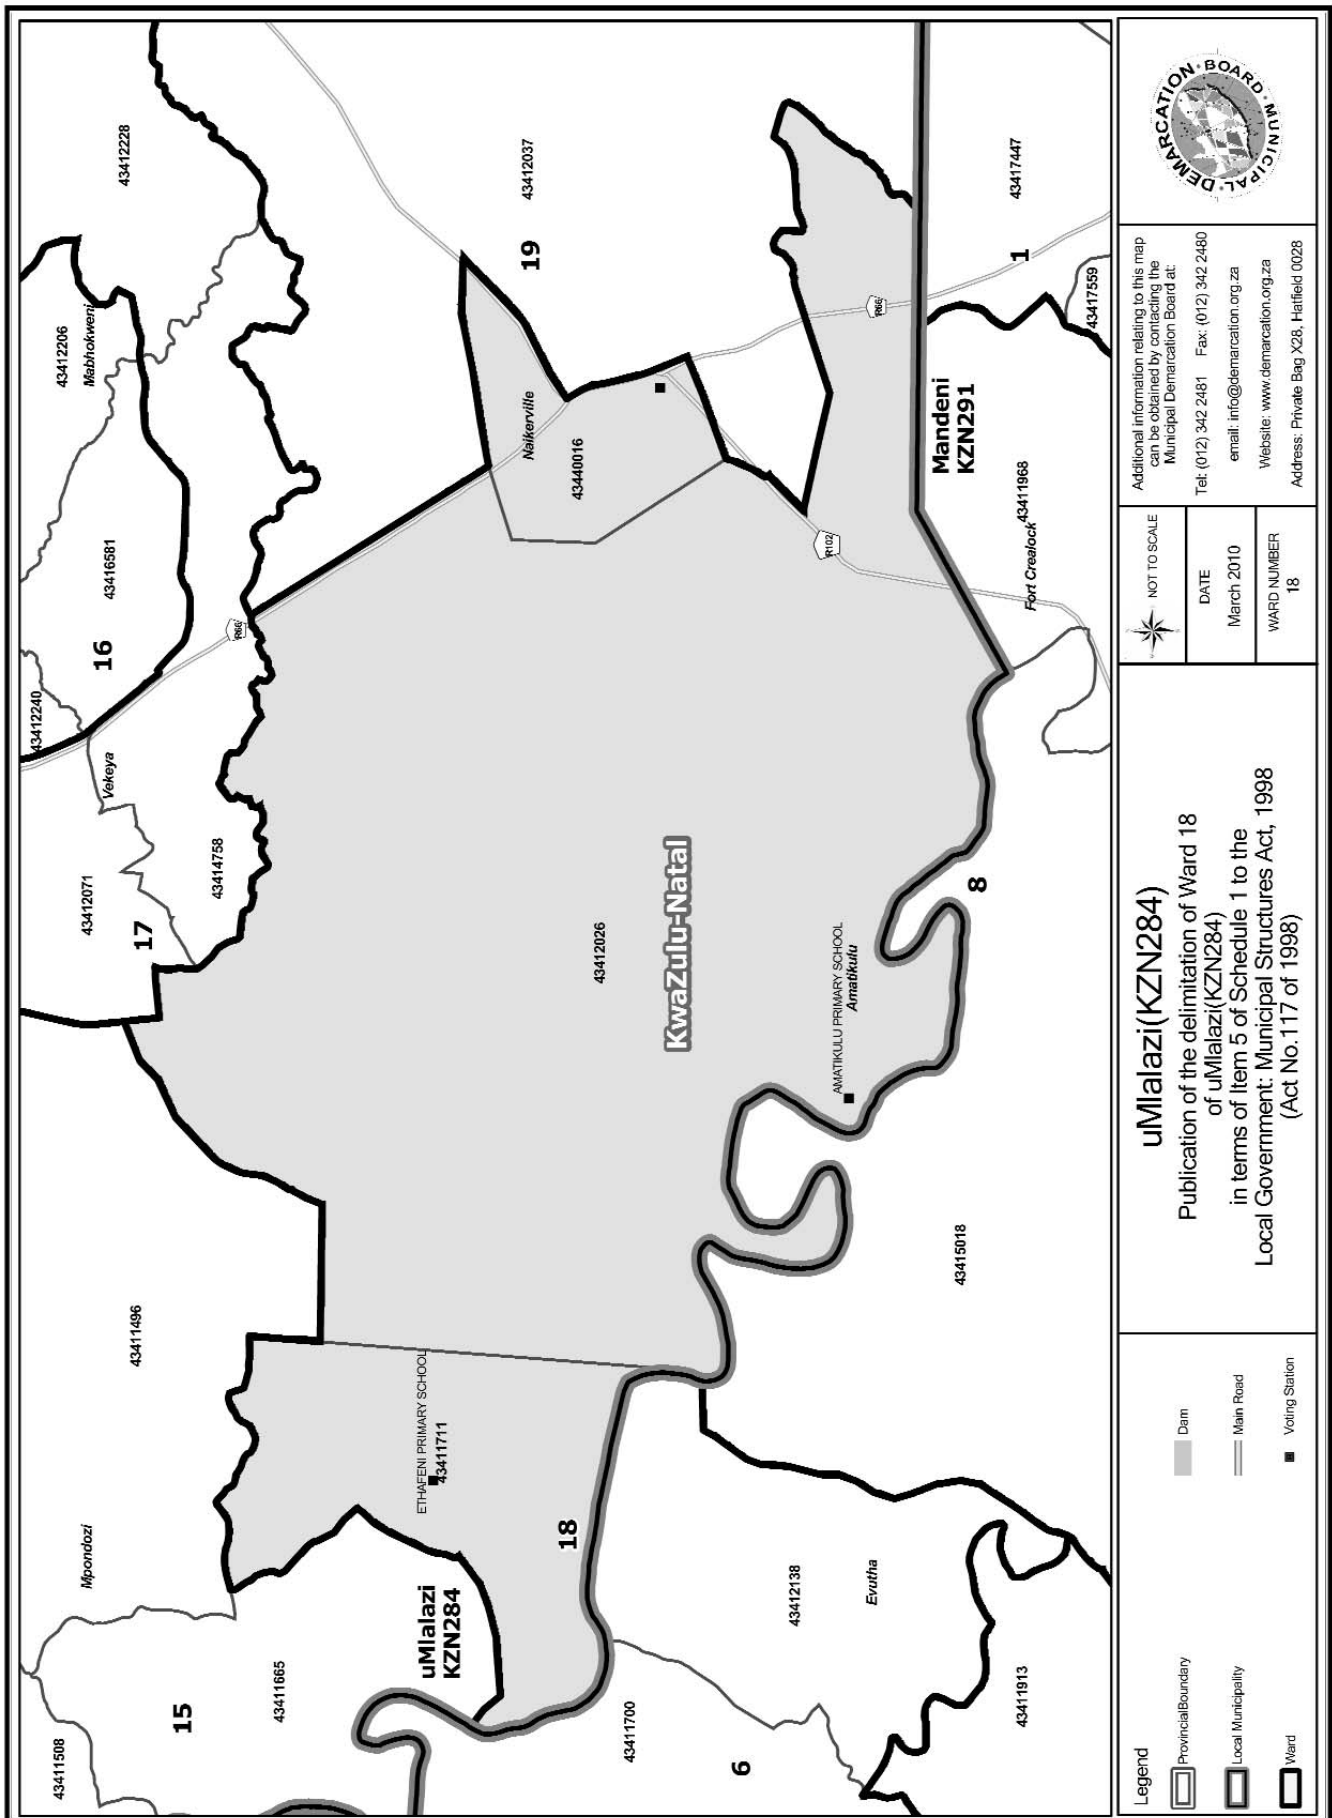 43411508
15
Mpondozi
43411665
43411496
17
43412071
Vekeya
43414758
43412240
16
43416581
43412206
Mabhokweni
43412228
R66
uMlalazi
KZN284
ETHAFENI PRIMARY SCHOOL
43411711
18
43412026
KwaZulu-Natal
Naikerville
43440016
19
43412037
43411700
6
43412138
Evutha
43411913
43415018
AMATIKULU PRIMARY SCHOOL
Amatikulu
8
R102
R66
Mandeni
KZN291
Fort Crealock
43411968
1
43417447
43417559
Legend
ProvincialBoundary
Local Municipality
Ward
Dam
Main Road
Voting Station
uMlalazi(KZN284)
Publication of the delimitation of Ward 18
of uMlalazi(KZN284)
in terms of Item 5 of Schedule 1 to the
Local Government: Municipal Structures Act, 1998
(Act No.117 of 1998)
NOT TO SCALE
DATE
March 2010
WARD NUMBER
18
Additional information relating to this map
can be obtained by contacting the
Municipal Demarcation Board at:
Tel: (012) 342 2481 Fax: (012) 342 2480
email: info@demarcation.org.za
Website: www.demarcation.org.za
Address: Private Bag X28, Hatfield 0028
MUNICIPAL DEMARCATION BOARD